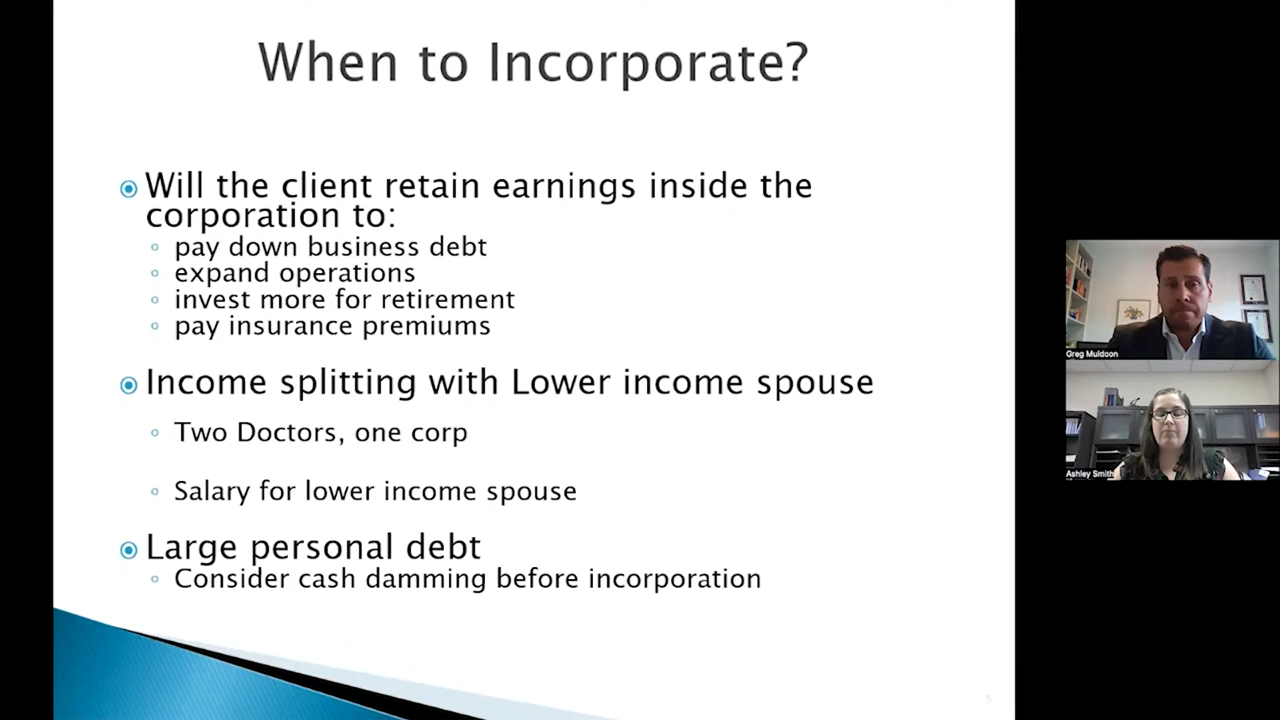 When to Incorporate?
Will the client retain earnings inside the
corporation to:
pay down business debt
expand operations
invest more for retirement
pay insurance premiums
Income splitting with Lower income spouse
Two Doctors, one corp
Salary for lower income spouse
Large personal debt
Consider cash damming before incorporation
5
Greg Muldoon
Ashley Smith